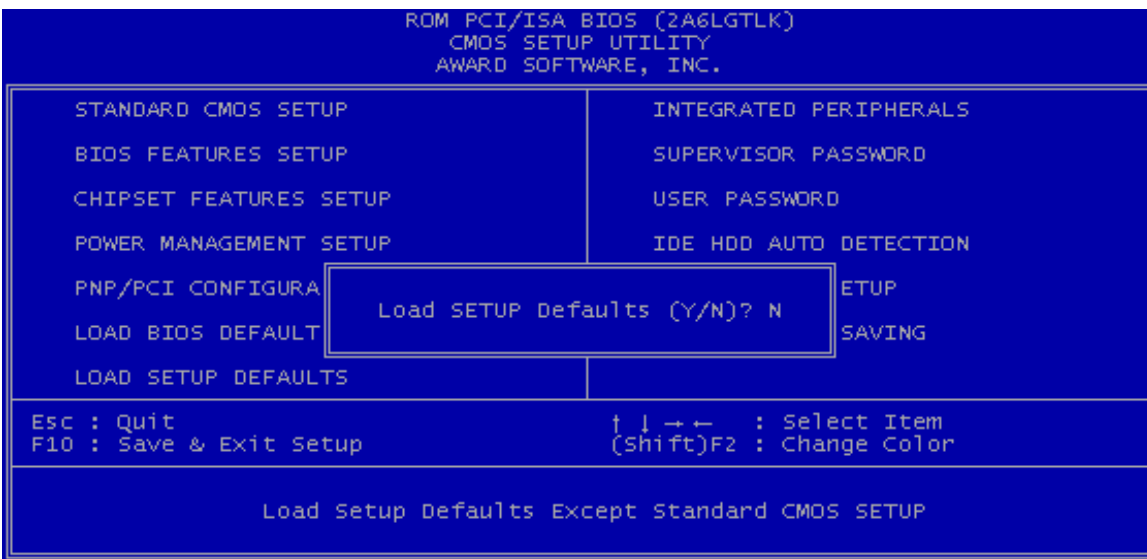 ROM PCI/ISA BIOS (2A6LGTLK)
CMOS SETUP UTILITY
AWARD SOFTWARE, INC.
STANDARD CMOS SETUP
BIOS FEATURES SETUP
CHIPSET FEATURES SETUP
POWER MANAGEMENT SETUP
PNP/PCI CONFIGURA
LOAD BIOS DEFAULT
LOAD SETUP DEFAULTS
INTEGRATED PERIPHERALS
SUPERVISOR PASSWORD
USER PASSWORD
IDE HDD AUTO DETECTION
ETUP
SAVING
Load SETUP Defaults (Y/N)? N
Esc : Quit
F10 : Save & Exit Setup
↑ ↓ → ← : Select Item
(Shift)F2 : Change Color
Load Setup Defaults Except Standard CMOS SETUP